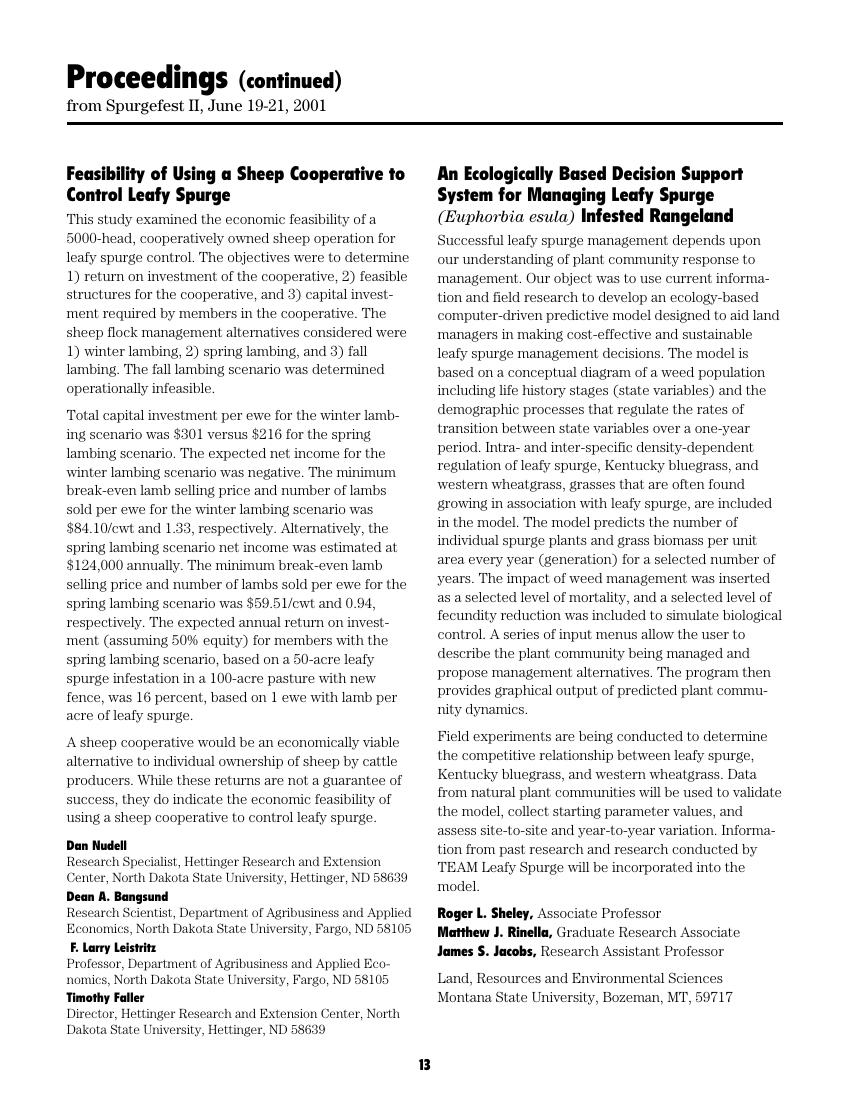 Proceedings (continued)
from Spurgefest II, June 19-21, 2001
Feasibility of Using a Sheep Cooperative to
Control Leafy Spurge
This study examined the economic feasibility of a
5000-head, cooperatively owned sheep operation for
leafy spurge control. The objectives were to determine
1) return on investment of the cooperative, 2) feasible
structures for the cooperative, and 3) capital invest-
ment required by members in the cooperative. The
sheep flock management alternatives considered were
1) winter lambing, 2) spring lambing, and 3) fall
lambing. The fall lambing scenario was determined
operationally infeasible.
Total capital investment per ewe for the winter lamb-
ing scenario was $301 versus $216 for the spring
lambing scenario. The expected net income for the
winter lambing scenario was negative. The minimum
break-even lamb selling price and number of lambs
sold per ewe for the winter lambing scenario was
$84.10/cwt and 1.33, respectively. Alternatively, the
spring lambing scenario net income was estimated at
$124,000 annually. The minimum break-even lamb
selling price and number of lambs sold per ewe for the
spring lambing scenario was $59.51/cwt and 0.94,
respectively. The expected annual return on invest-
ment (assuming 50% equity) for members with the
spring lambing scenario, based on a 50-acre leafy
spurge infestation in a 100-acre pasture with new
fence, was 16 percent, based on 1 ewe with lamb per
acre of leafy spurge.
A sheep cooperative would be an economically viable
alternative to individual ownership of sheep by cattle
producers. While these returns are not a guarantee of
success, they do indicate the economic feasibility of
using a sheep cooperative to control leafy spurge.
Dan Nudell
Research Specialist, Hettinger Research and Extension
Center, North Dakota State University, Hettinger, ND 58639
Dean A. Bangsund
Research Scientist, Department of Agribusiness and Applied
Economics, North Dakota State University, Fargo, ND 58105
F. Larry Leistritz
Professor, Department of Agribusiness and Applied Eco-
nomics, North Dakota State University, Fargo, ND 58105
Timothy Faller
Director, Hettinger Research and Extension Center, North
Dakota State University, Hettinger, ND 58639
An Ecologically Based Decision Support
System for Managing Leafy Spurge
(Euphorbia esula) Infested Rangeland
Successful leafy spurge management depends upon
our understanding of plant community response to
management. Our object was to use current informa-
tion and field research to develop an ecology-based
computer-driven predictive model designed to aid land
managers in making cost-effective and sustainable
leafy spurge management decisions. The model is
based on a conceptual diagram of a weed population
including life history stages (state variables) and the
demographic processes that regulate the rates of
transition between state variables over a one-year
period. Intra- and inter-specific density-dependent
regulation of leafy spurge, Kentucky bluegrass, and
western wheatgrass, grasses that are often found
growing in association with leafy spurge, are included
in the model. The model predicts the number of
individual spurge plants and grass biomass per unit
area every year (generation) for a selected number of
years. The impact of weed management was inserted
as a selected level of mortality, and a selected level of
fecundity reduction was included to simulate biological
control. A series of input menus allow the user to
describe the plant community being managed and
propose management alternatives. The program then
provides graphical output of predicted plant commu-
nity dynamics.
Field experiments are being conducted to determine
the competitive relationship between leafy spurge,
Kentucky bluegrass, and western wheatgrass. Data
from natural plant communities will be used to validate
the model, collect starting parameter values, and
assess site-to-site and year-to-year variation. Informa-
tion from past research and research conducted by
TEAM Leafy Spurge will be incorporated into the
model.
Roger L. Sheley, Associate Professor
Matthew J. Rinella, Graduate Research Associate
James S. Jacobs, Research Assistant Professor
Land, Resources and Environmental Sciences
Montana State University, Bozeman, MT, 59717
13